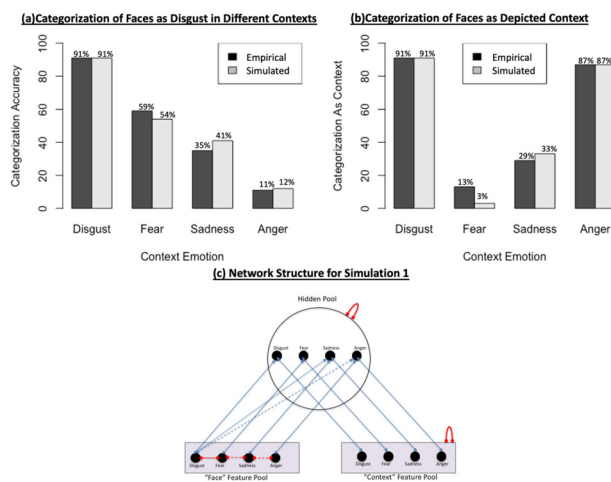 (a)Categorization of Faces as Disgust in Different Contexts
Categorization Accuracy
100
80
60
40
20
0
91%
91%
59%
54%
35%
41%
11%
12%
Empirical
Simulated
Disgust
Fear
Sadness
Anger
Context Emotion
(b)Categorization of Faces as Depicted Context
Categorization As Context
100
80
60
40
20
0
91%
91%
13%
3%
29%
33%
87%
87%
Empirical
Simulated
Disgust
Fear
Sadness
Anger
Context Emotion
(c) Network Structure for Simulation 1
Hidden Pool
Disgust
Fear
Sadness
Anger
Disgust
Fear
Sadness
Anger
"Face" Feature Pool
Disgust
Fear
Sadness
Anger
"Context" Feature Pool